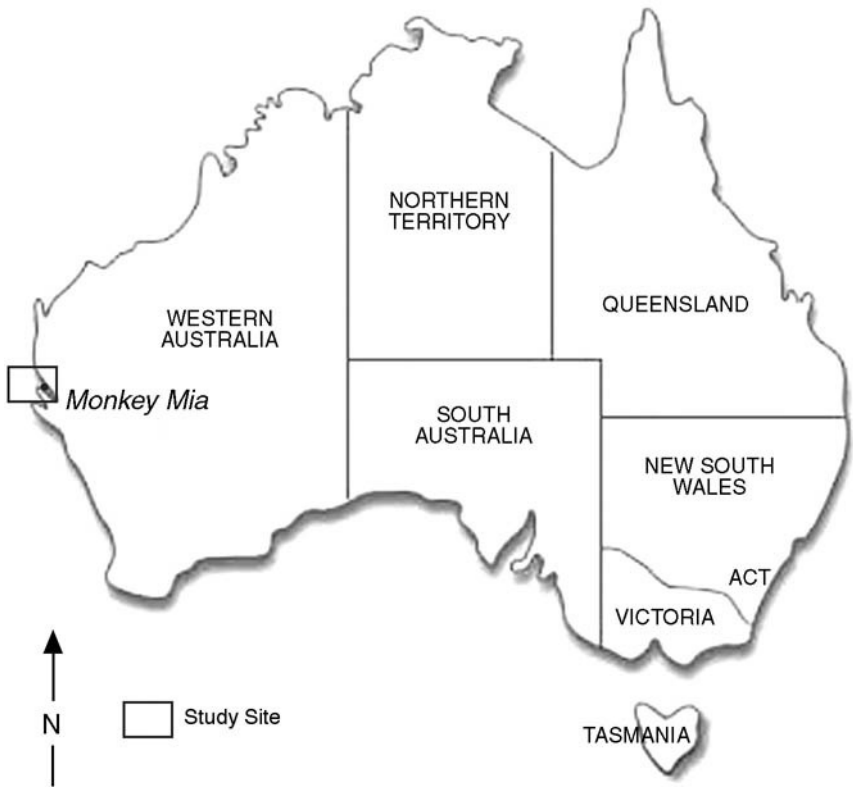 NORTHERN
TERRITORY
QUEENSLAND
WESTERN
AUSTRALIA
Monkey Mia
SOUTH
AUSTRALIA
NEW SOUTH
WALES
ACT
VICTORIA
N
Study Site
TASMANIA